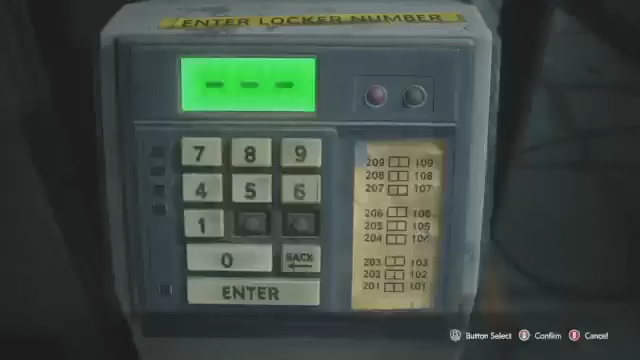 ENTER LOCKER NUMBER
- - -
7 8 9
4 5 6
1
0 BACK
ENTER
209 109
208 108
207 107
206 106
205 105
204 104
203 103
202 102
201 101
Button Select Confirm Cancel